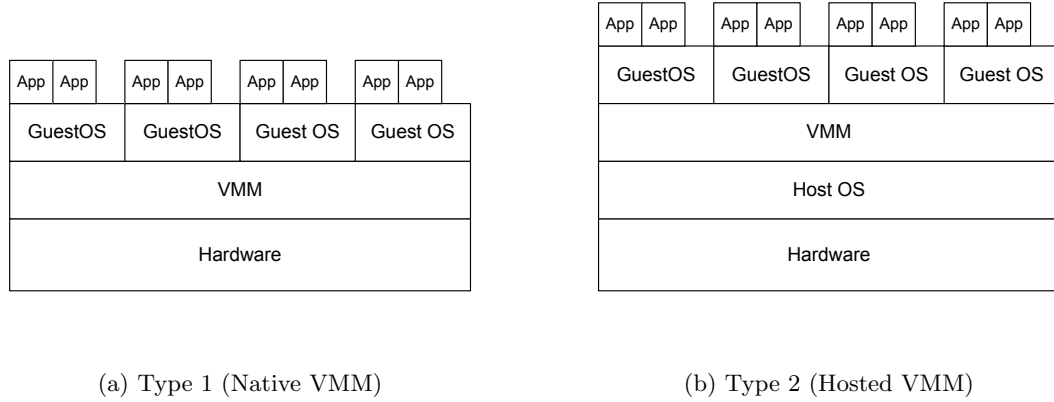 App App App App App App App App
GuestOS GuestOS Guest OS Guest OS
VMM
Hardware
(a) Type 1 (Native VMM)
App App App App App App App App
GuestOS GuestOS Guest OS Guest OS
VMM
Host OS
Hardware
(b) Type 2 (Hosted VMM)